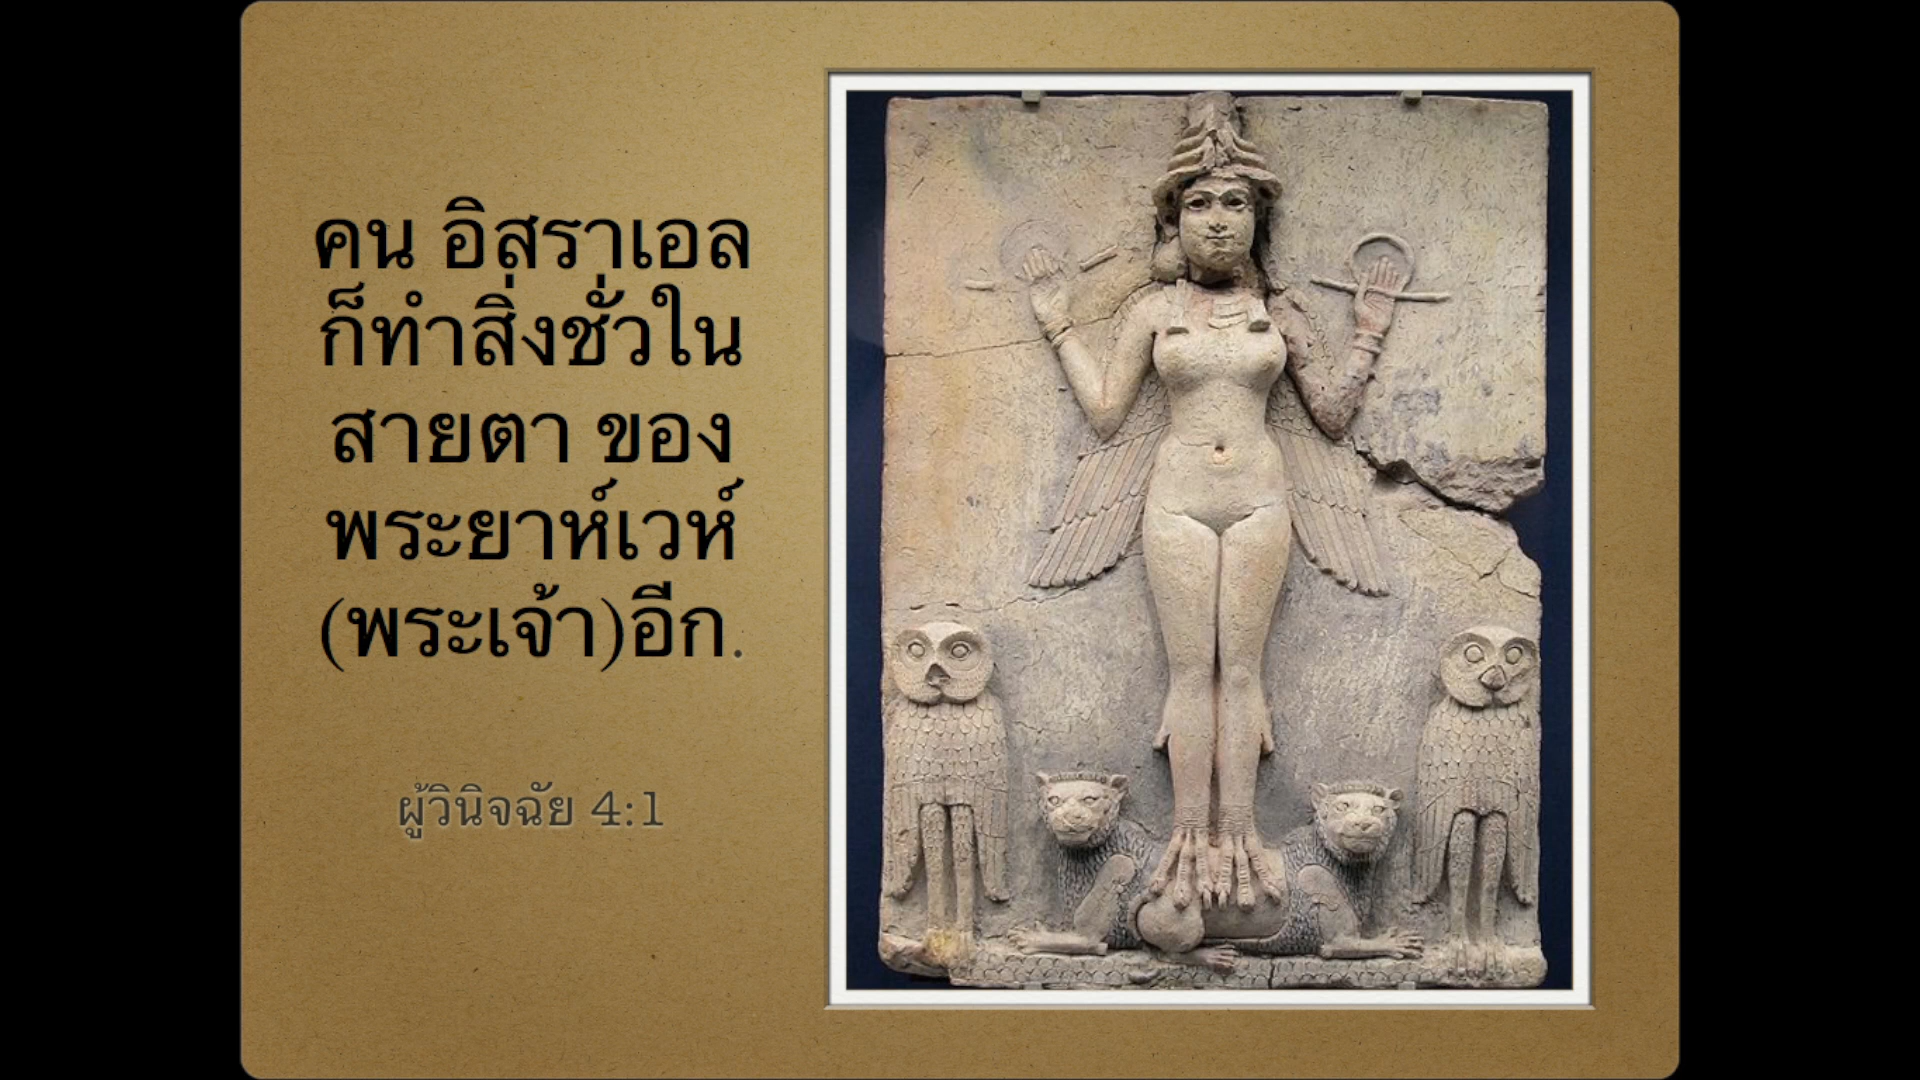 คน อิสราเอล
ก็ทำสิ่งชั่วใน
สายตา ของ
พระยาห์เวห์
(พระเจ้า)อีก.
ผู้วินิจฉัย 4:1